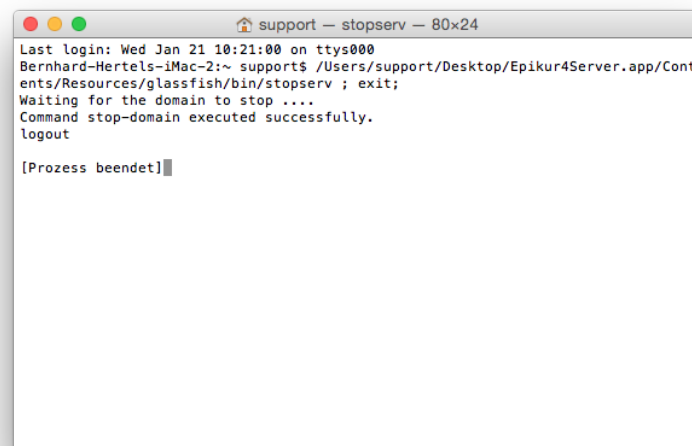 support — stopserv — 80×24
Last login: Wed Jan 21 10:21:00 on ttys000
Bernhard-Hertels-iMac-2:~ support$ /Users/support/Desktop/Epikur4Server.app/Cont
ents/Resources/glassfish/bin/stopserv ; exit;
Waiting for the domain to stop ....
Command stop-domain executed successfully.
logout
[Prozess beendet]